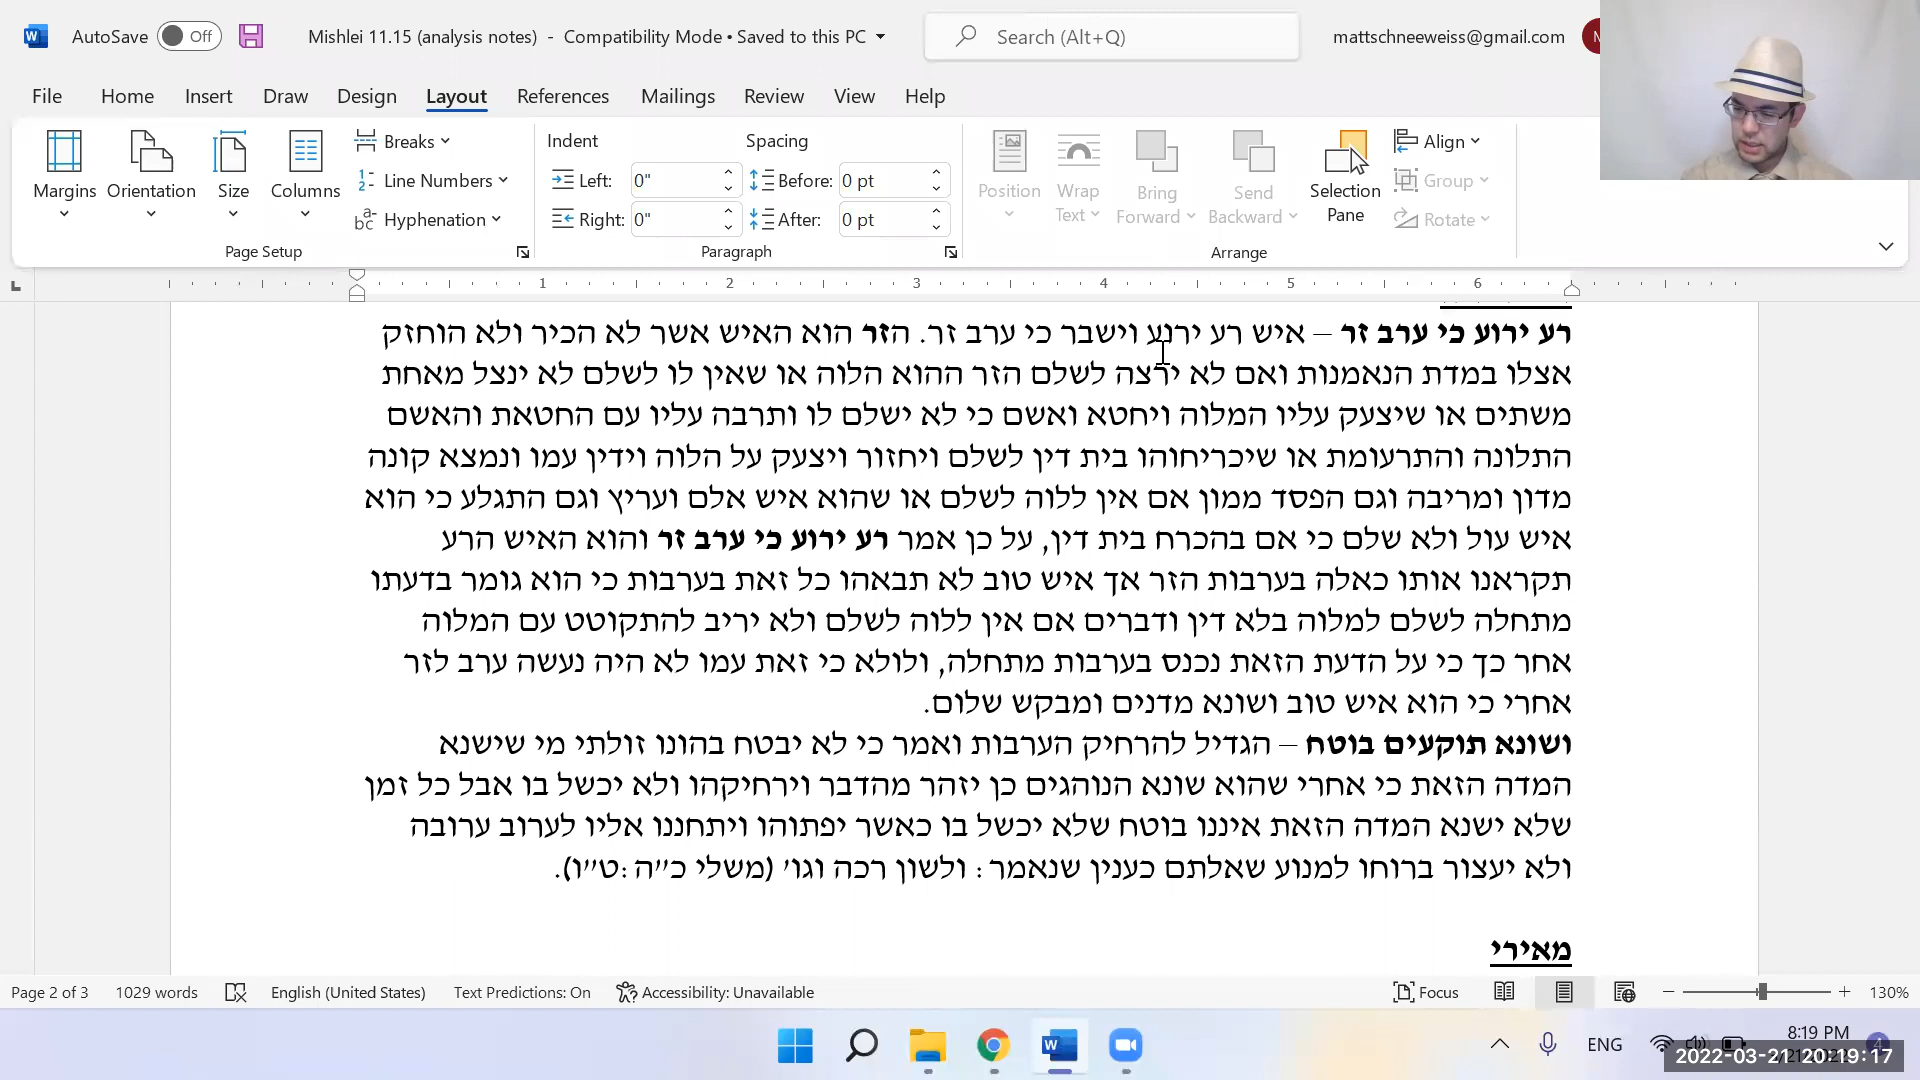 AutoSave Off Mishlei 11.15 (analysis notes) - Compatibility Mode • Saved to this PC Search (Alt+Q) mattschneeweiss@gmail.com
File Home Insert Draw Design Layout References Mailings Review View Help
Margins Orientation Size Columns
Breaks
Line Numbers
Hyphenation
Page Setup
Indent Spacing
Left: 0" Before: 0 pt
Right: 0" After: 0 pt
Paragraph
Position Wrap Text Bring Forward Send Backward Selection Pane
Align
Group
Rotate
Arrange
1 2 3 4 5 6
רע ירוע כי ערב זר – איש רע ירוע וישבר כי ערב זר. הזר הוא האיש אשר לא הכיר ולא הוחזק
אצלו במדת הנאמנות ואם לא ירצה לשלם הזר ההוא הלוה או שאין לו לשלם לא ינצל מאחת
משתים או שיצעק עליו המלוה ויחטא ואשם כי לא ישלם לו ותרבה עליו עם החטאת והאשם
התלונה והתרעומת או שיכריחוהו בית דין לשלם ויחזור ויצעק על הלוה וידין עמו ונמצא קונה
מדון ומריבה וגם הפסד ממון אם אין ללוה לשלם או שהוא איש אלם ועריץ וגם התגלע כי הוא
איש עול ולא שלם כי אם בהכרח בית דין, על כן אמר רע ירוע כי ערב זר והוא האיש הרע
תקראנו אותו כאלה בערבות הזר אך איש טוב לא תבאהו כל זאת בערבות כי הוא גומר בדעתו
מתחלה לשלם למלוה בלא דין ודברים אם אין ללוה לשלם ולא יריב להתקוטט עם המלוה
אחר כך כי על הדעת הזאת נכנס בערבות מתחלה, ולולא כי זאת עמו לא היה נעשה ערב לזר
אחרי כי הוא איש טוב ושונא מדנים ומבקש שלום.
ושונא תוקעים בוטח – הגדיל להרחיק הערבות ואמר כי לא יבטח בהונו זולתי מי שישנא
המדה הזאת כי אחרי שהוא שונא הנוהגים כן יזהר מהדבר וירחיקהו ולא יכשל בו אבל כל זמן
שלא ישנא המדה הזאת איננו בוטח שלא יכשל בו כאשר יפתוהו ויתחננו אליו לערוב ערובה
ולא יעצור ברוחו למנוע שאלתם כענין שנאמר: ולשון רכה וגו' (משלי כ״ה:ט״ו).
מאירי
Page 2 of 3 1029 words English (United States) Text Predictions: On Accessibility: Unavailable Focus 130%
ENG 8:19 PM
20:19:17